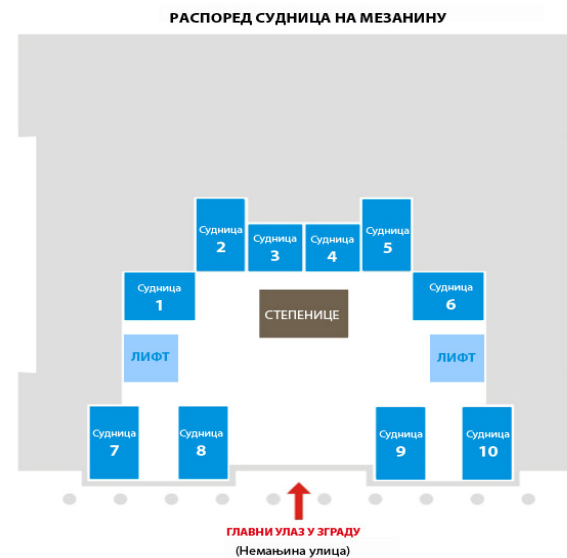 РАСПОРЕД СУДНИЦА НА МЕЗАНИНУ
Судница
2
Судница
3
Судница
4
Судница
5
Судница
1
Судница
6
СТЕПЕНИЦЕ
ЛИФТ
ЛИФТ
Судница
7
Судница
8
Судница
9
Судница
10
ГЛАВНИ УЛАЗ У ЗГРАДУ
(Немањина улица)